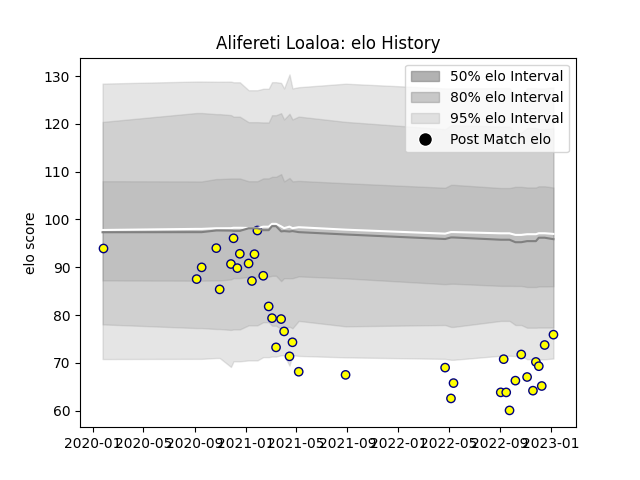 Alifereti Loaloa: elo History
130
120
110
100
90
80
70
60
elo score
50% elo Interval
80% elo Interval
95% elo Interval
Post Match elo
2020-01 2020-05 2020-09 2021-01 2021-05 2021-09 2022-01 2022-05 2022-09 2023-01